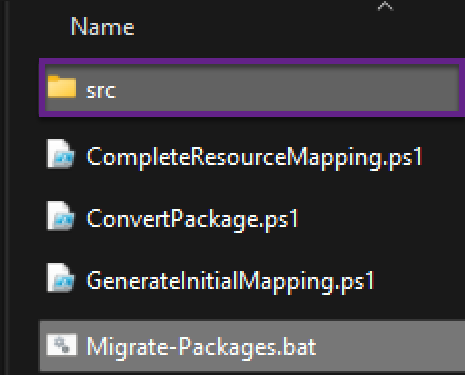 Name
src
CompleteResourceMapping.ps1
ConvertPackage.ps1
GenerateInitialMapping.ps1
Migrate-Packages.bat